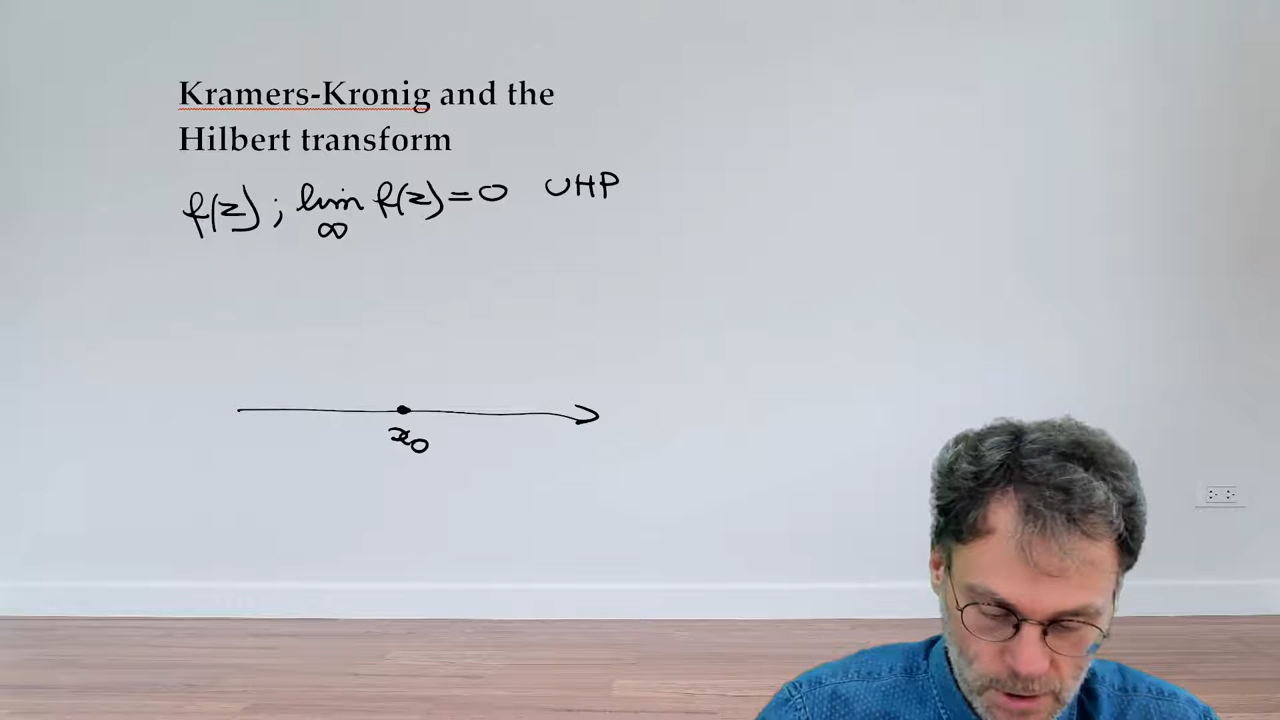 Kramers-Kronig and the
Hilbert transform
f(z) ; lim f(z) = 0 UHP
∞
x₀